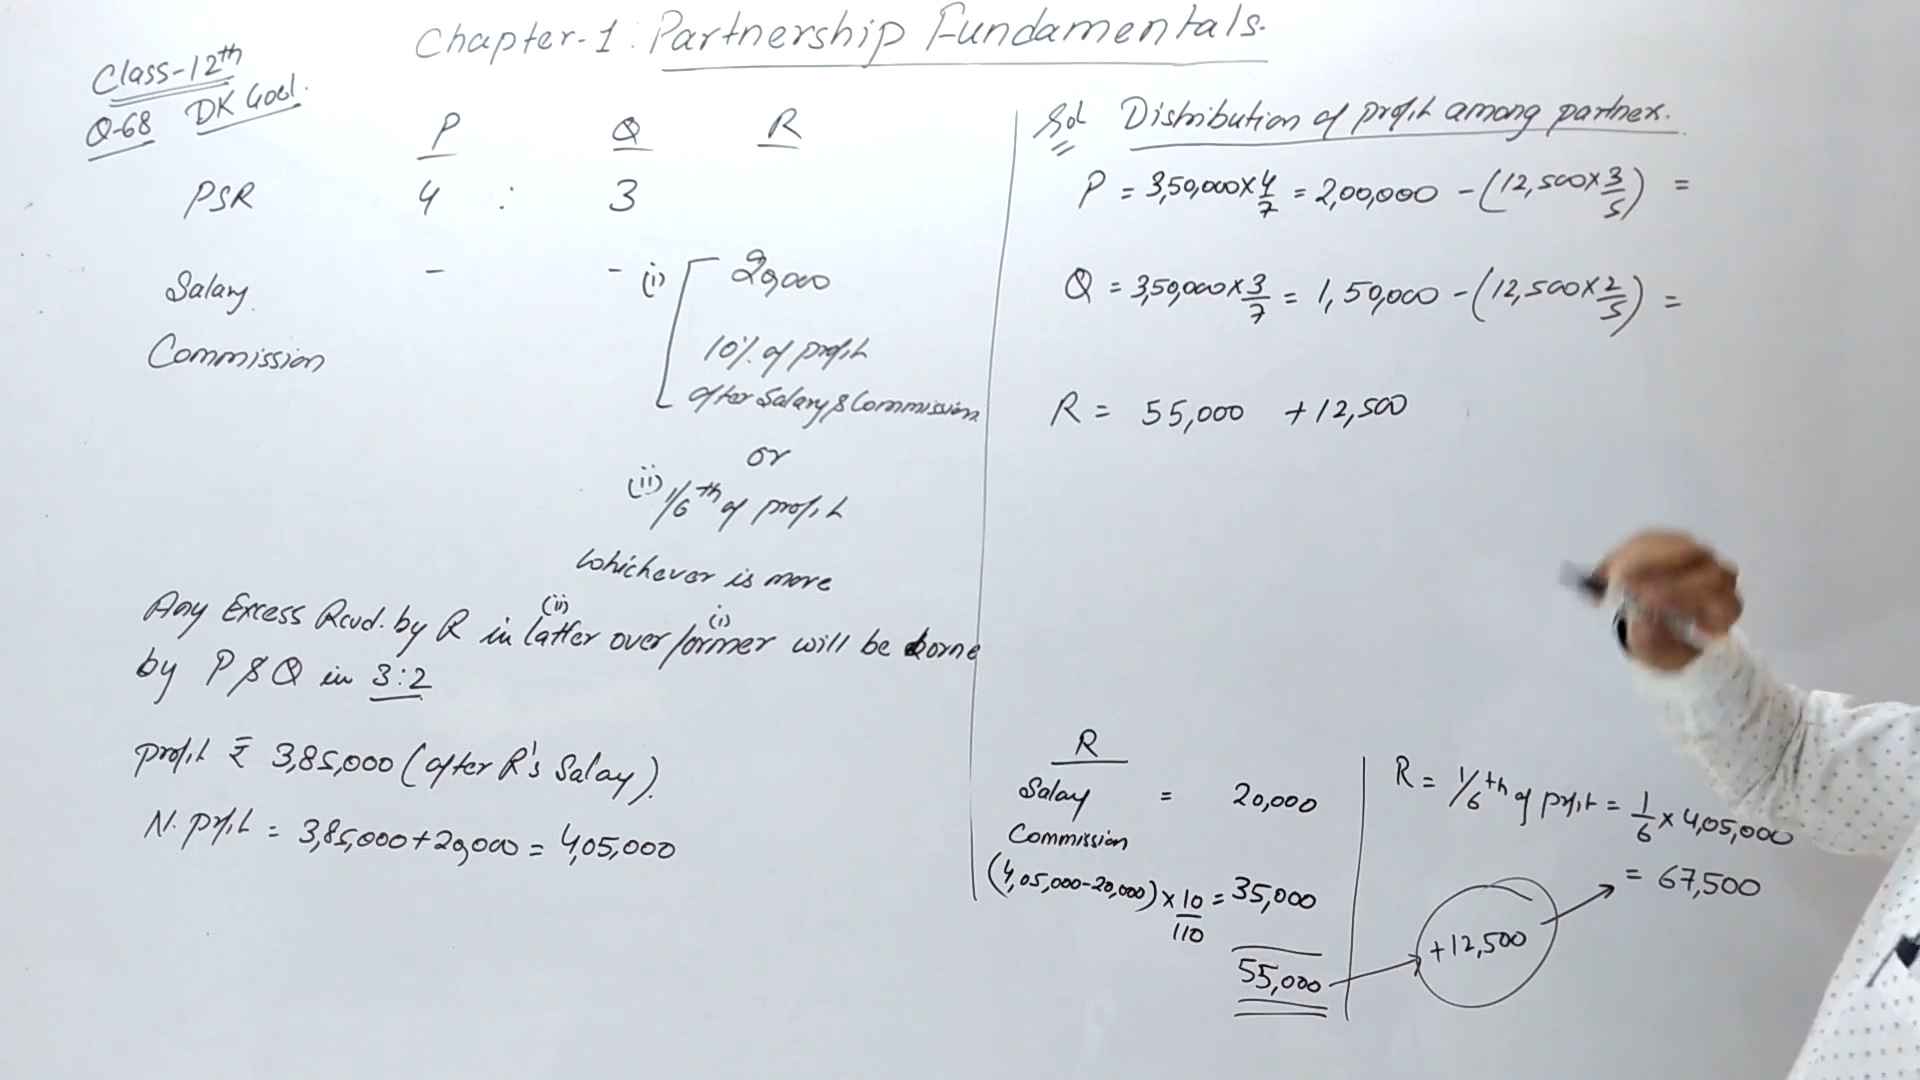 Chapter-1: Partnership Fundamentals.
Class-12th
Q-68 DK Goel.
P Q R
PSR 4 : 3
Salary - - (i) 20,000
Commission 10% of profit
after Salary & Commission
or
(ii) 1/6th of profit
whichever is more
Any Excess Rcvd. by R in latter (ii) over former (i) will be borne
by P & Q in 3:2
profit ₹ 3,85,000 (after R's Salary).
N. profit = 3,85,000 + 20,000 = 4,05,000
Sol Distribution of profit among partners.
P = 3,50,000 × 4/7 = 2,00,000 - (12,500 × 3/5) =
Q = 3,50,000 × 3/7 = 1,50,000 - (12,500 × 2/5) =
R = 55,000 + 12,500
R
Salary = 20,000
Commission
(4,05,000-20,000) × 10/110 = 35,000
55,000
+12,500
R = 1/6th of profit = 1/6 × 4,05,000
= 67,500